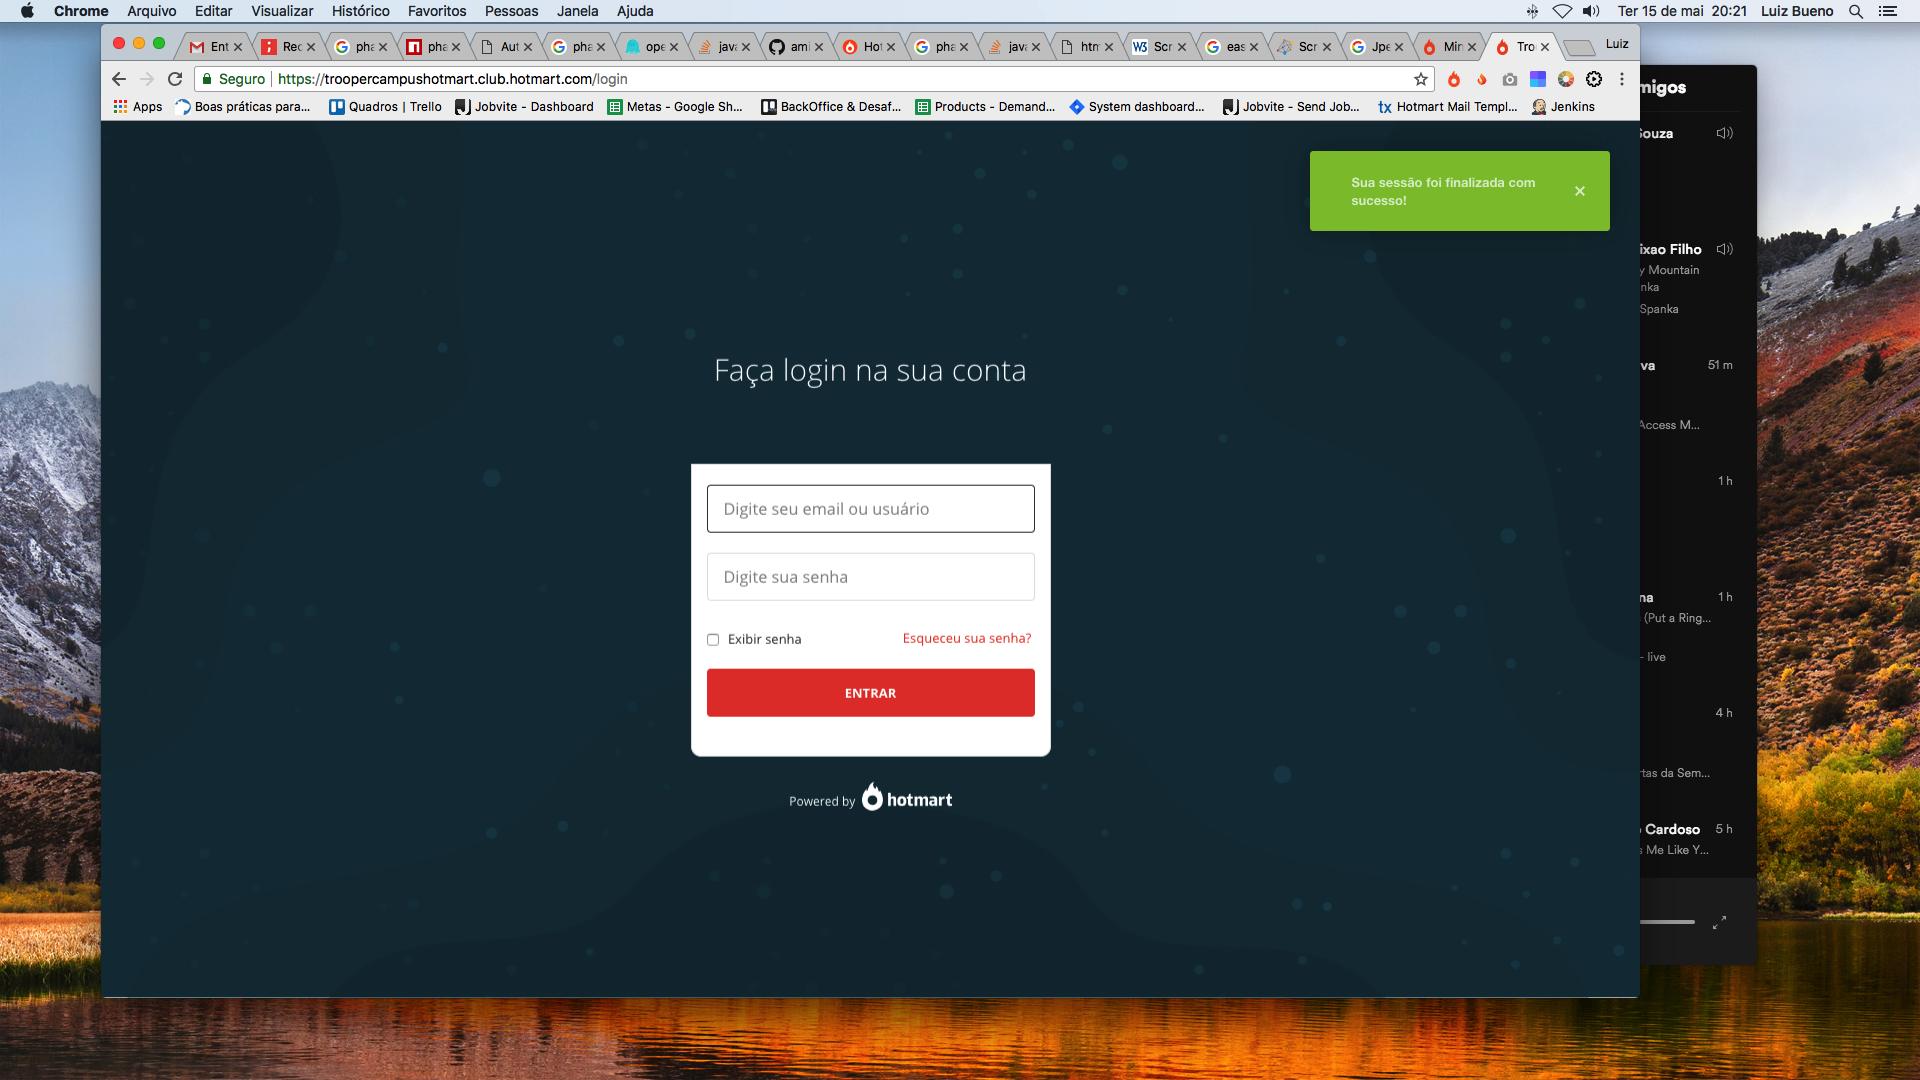 Chrome Arquivo Editar Visualizar Histórico Favoritos Pessoas Janela Ajuda Ter 15 de mai 20:21 Luiz Bueno
Ent Rec pha pha Aut pha ope java ami Hot pha java htm Scr eas Scr Jpe Min Tro Luiz
Seguro https://troopercampushotmart.club.hotmart.com/login
Apps Boas práticas para... Quadros | Trello Jobvite - Dashboard Metas - Google Sh... BackOffice & Desaf... Products - Demand... System dashboard... Jobvite - Send Job... tx Hotmart Mail Templ... Jenkins
Sua sessão foi finalizada com
sucesso!
Faça login na sua conta
Digite seu email ou usuário
Digite sua senha
Exibir senha Esqueceu sua senha?
ENTRAR
Powered by hotmart
migos
Souza
ixao Filho
y Mountain
nka
Spanka
va 51 m
Access M...
1 h
na 1 h
(Put a Ring...
- live
4 h
rtas da Sem...
Cardoso 5 h
s Me Like Y...